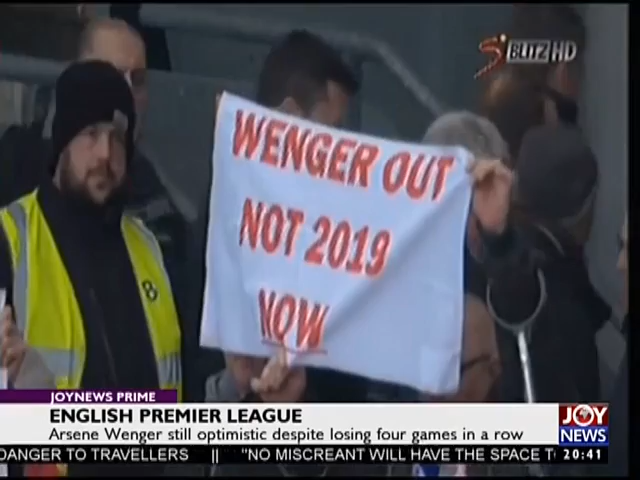 BLITZ HD
WENGER OUT
NOT 2019
NOW
8
JOYNEWS PRIME
ENGLISH PREMIER LEAGUE
Arsene Wenger still optimistic despite losing four games in a row
JOY
NEWS
DANGER TO TRAVELLERS || "NO MISCREANT WILL HAVE THE SPACE
20:41